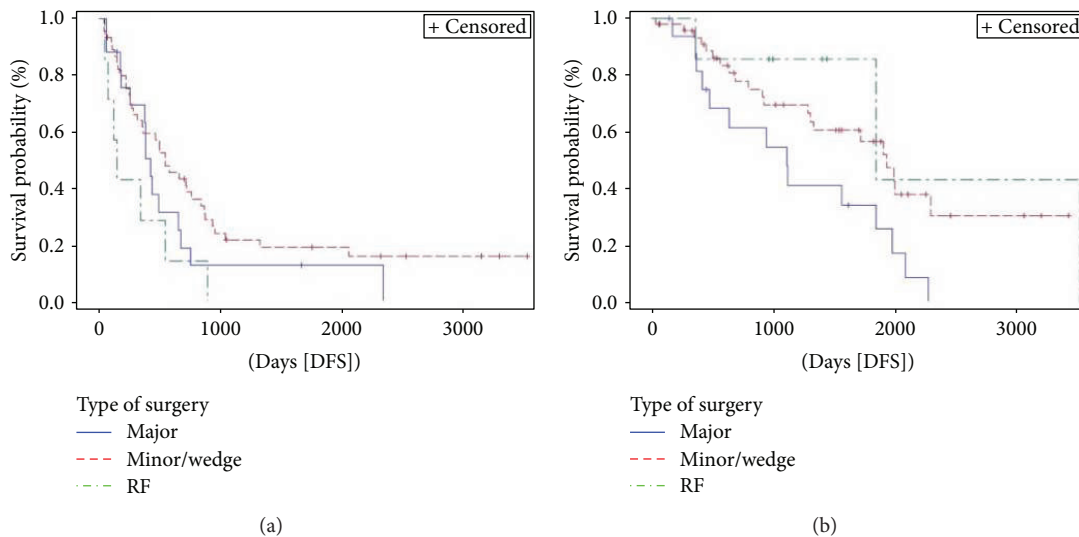 + Censored
Survival probability (%)
1.0
0.8
0.6
0.4
0.2
0.0
0 1000 2000 3000
(Days [DFS])
Type of surgery
Major
Minor/wedge
RF
(a)
+ Censored
Survival probability (%)
1.0
0.8
0.6
0.4
0.2
0.0
0 1000 2000 3000
(Days [DFS])
Type of surgery
Major
Minor/wedge
RF
(b)